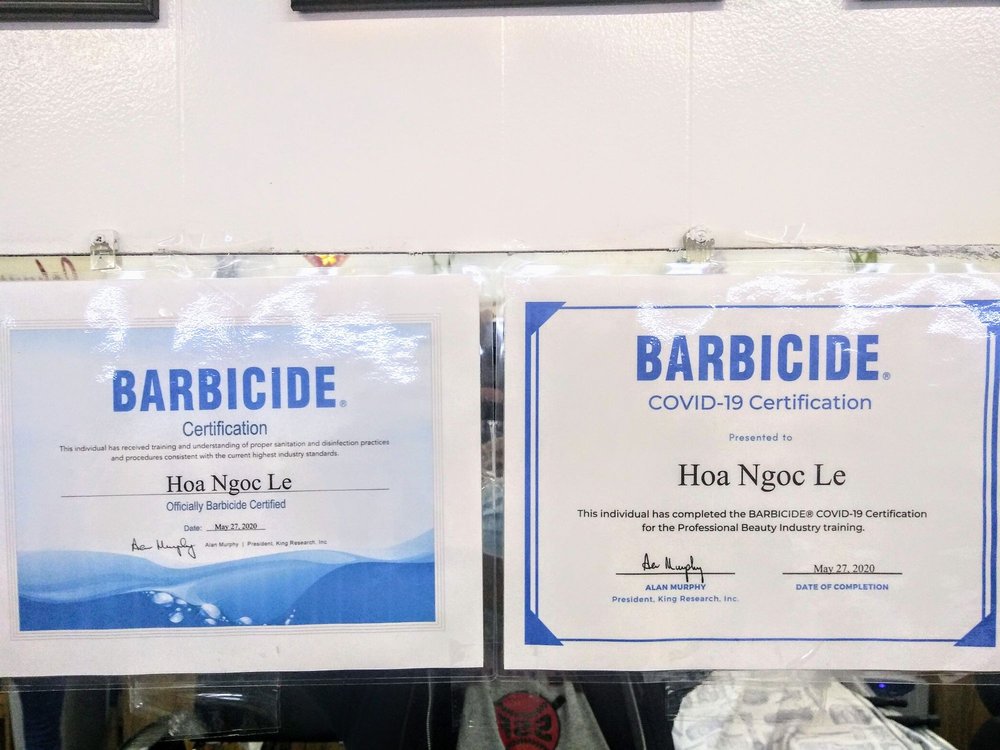 BARBICIDE®
Certification
This individual has received training and understanding of proper sanitation and disinfection practices
and procedures consistent with the current highest industry standards.
Hoa Ngoc Le
Officially Barbicide Certified
Date: May 27, 2020
Alan Murphy | President, King Research, Inc.
BARBICIDE®
COVID-19 Certification
Presented to
Hoa Ngoc Le
This individual has completed the BARBICIDE® COVID-19 Certification
for the Professional Beauty Industry training.
May 27, 2020
ALAN MURPHY
DATE OF COMPLETION
President, King Research, Inc.